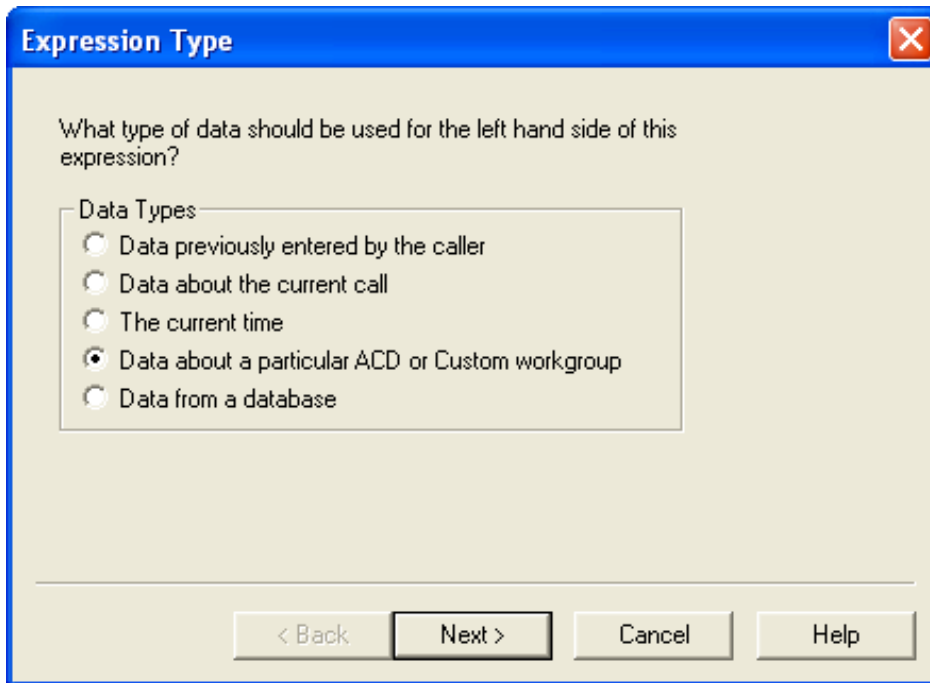 Expression Type
What type of data should be used for the left hand side of this
expression?
Data Types
Data previously entered by the caller
Data about the current call
The current time
Data about a particular ACD or Custom workgroup
Data from a database
< Back Next > Cancel Help